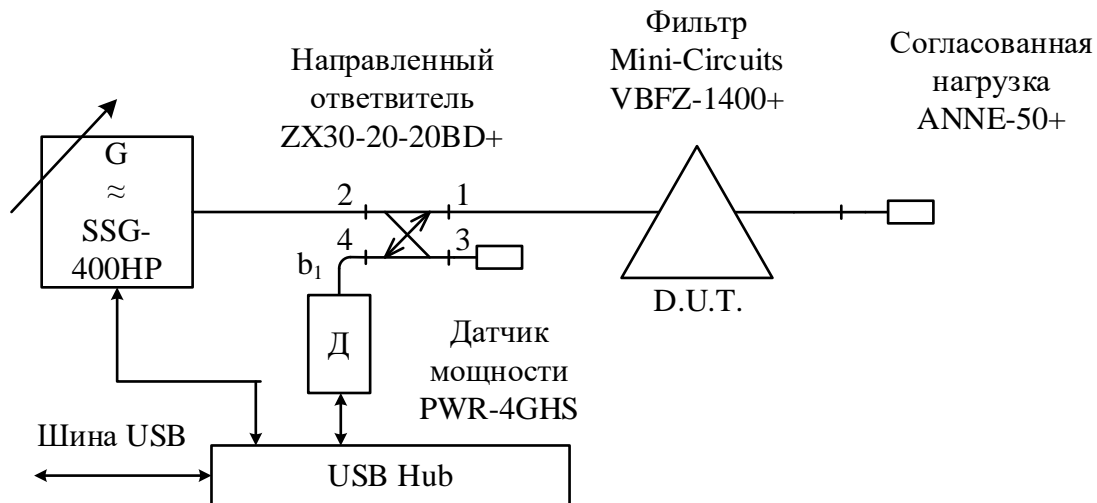 Направленный
ответвитель
ZX30-20-20BD+
Фильтр
Mini-Circuits
VBFZ-1400+
Согласованная
нагрузка
ANNE-50+
G
≈
SSG-
400HP
2
1
4
3
b₁
D.U.T.
Д
Датчик
мощности
PWR-4GHS
Шина USB
USB Hub